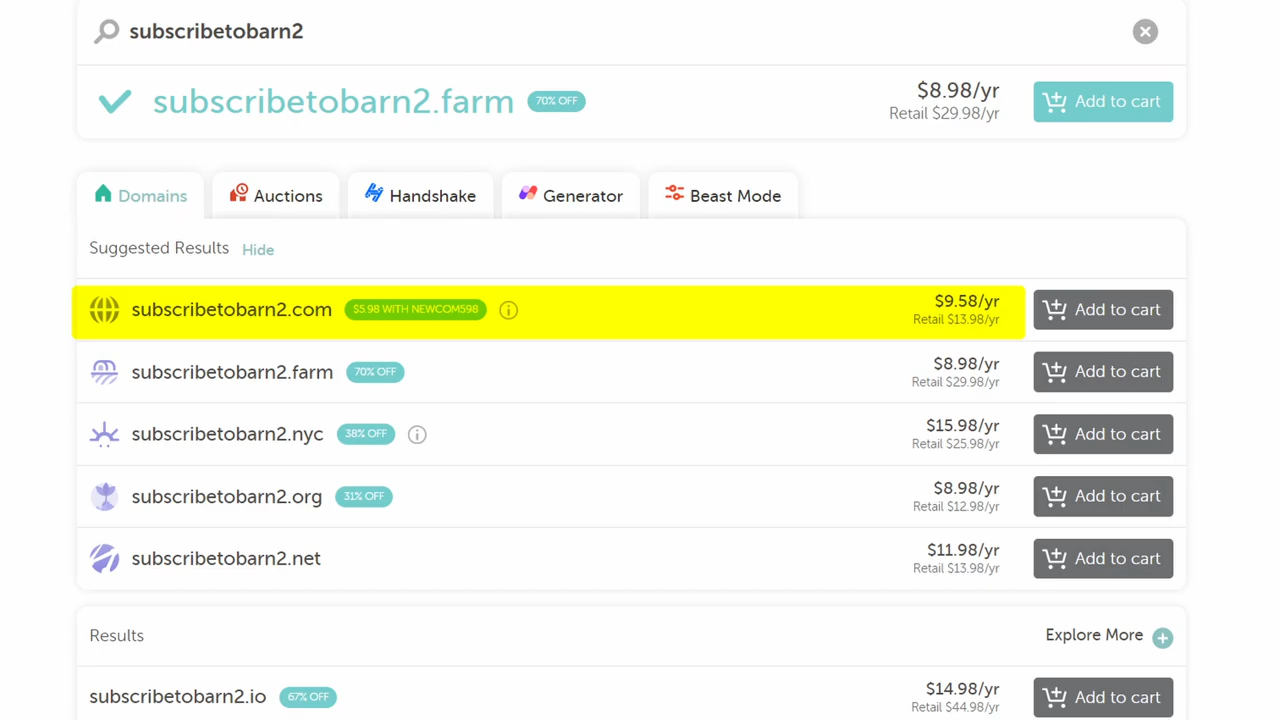 subscribetobarn2
subscribetobarn2.farm 70% OFF $8.98/yr Retail $29.98/yr Add to cart
Domains Auctions Handshake Generator Beast Mode
Suggested Results Hide
subscribetobarn2.com $5.98 WITH NEWCOM598 $9.58/yr Retail $13.98/yr Add to cart
subscribetobarn2.farm 70% OFF $8.98/yr Retail $29.98/yr Add to cart
subscribetobarn2.nyc 38% OFF $15.98/yr Retail $25.98/yr Add to cart
subscribetobarn2.org 31% OFF $8.98/yr Retail $12.98/yr Add to cart
subscribetobarn2.net $11.98/yr Retail $13.98/yr Add to cart
Results Explore More
subscribetobarn2.io 67% OFF $14.98/yr Retail $44.98/yr Add to cart